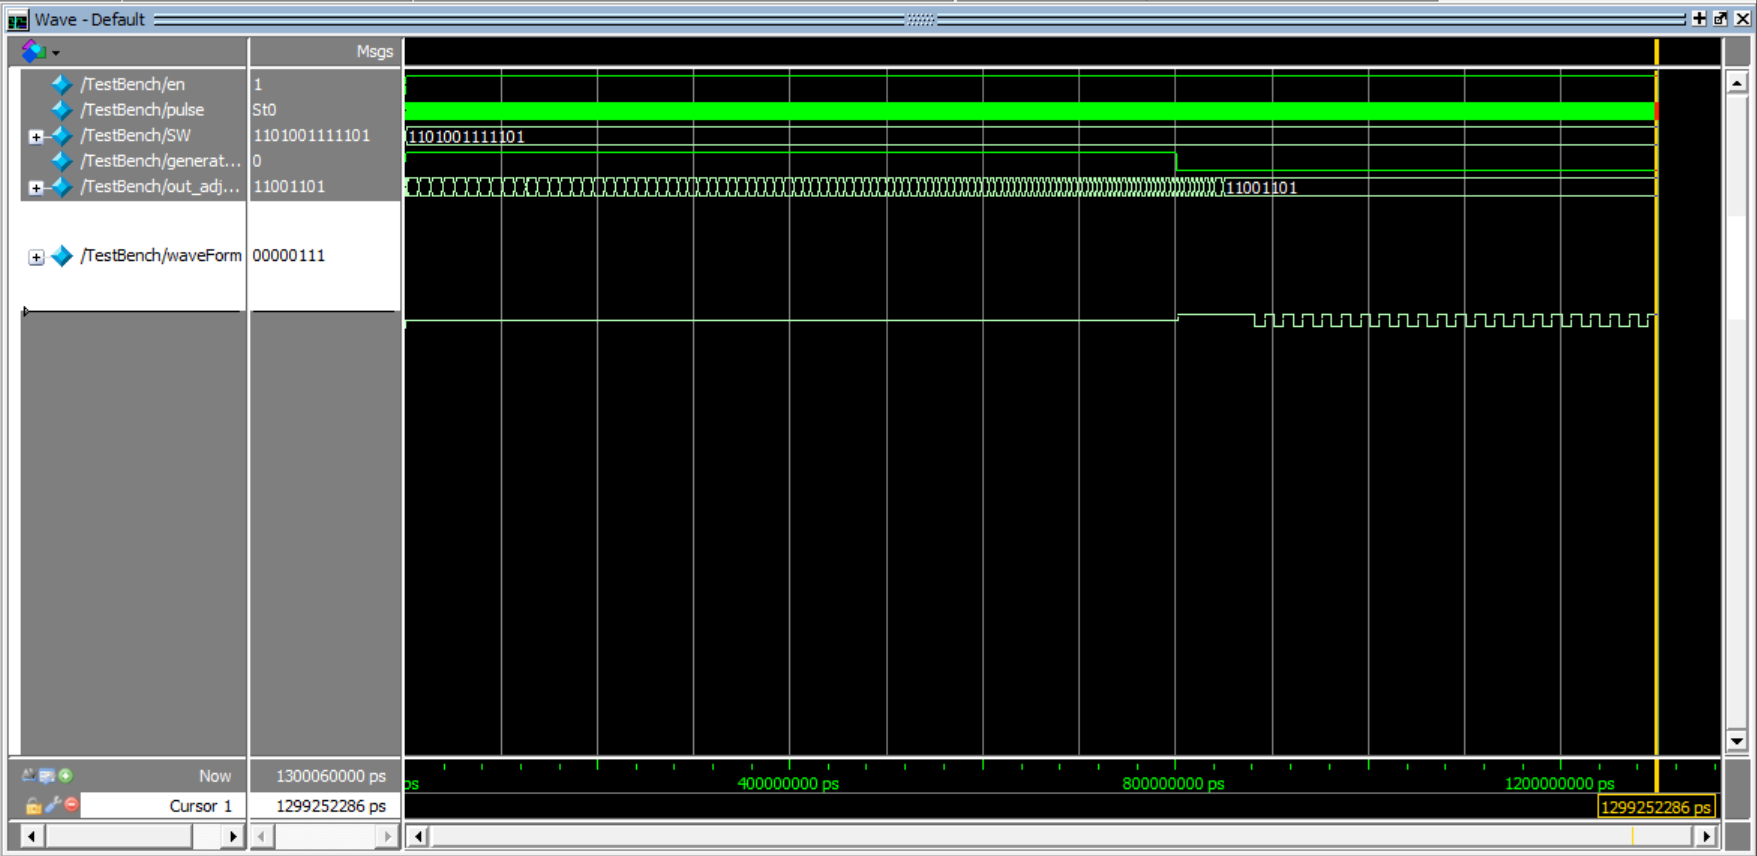 Wave - Default
Msgs
/TestBench/en 1
/TestBench/pulse St0
/TestBench/SW 1101001111101 1101001111101
/TestBench/generat... 0
/TestBench/out_adj... 11001101 11001101
/TestBench/waveForm 00000111
Now 1300060000 ps ps 400000000 ps 800000000 ps 1200000000 ps
Cursor 1 1299252286 ps 1299252286 ps